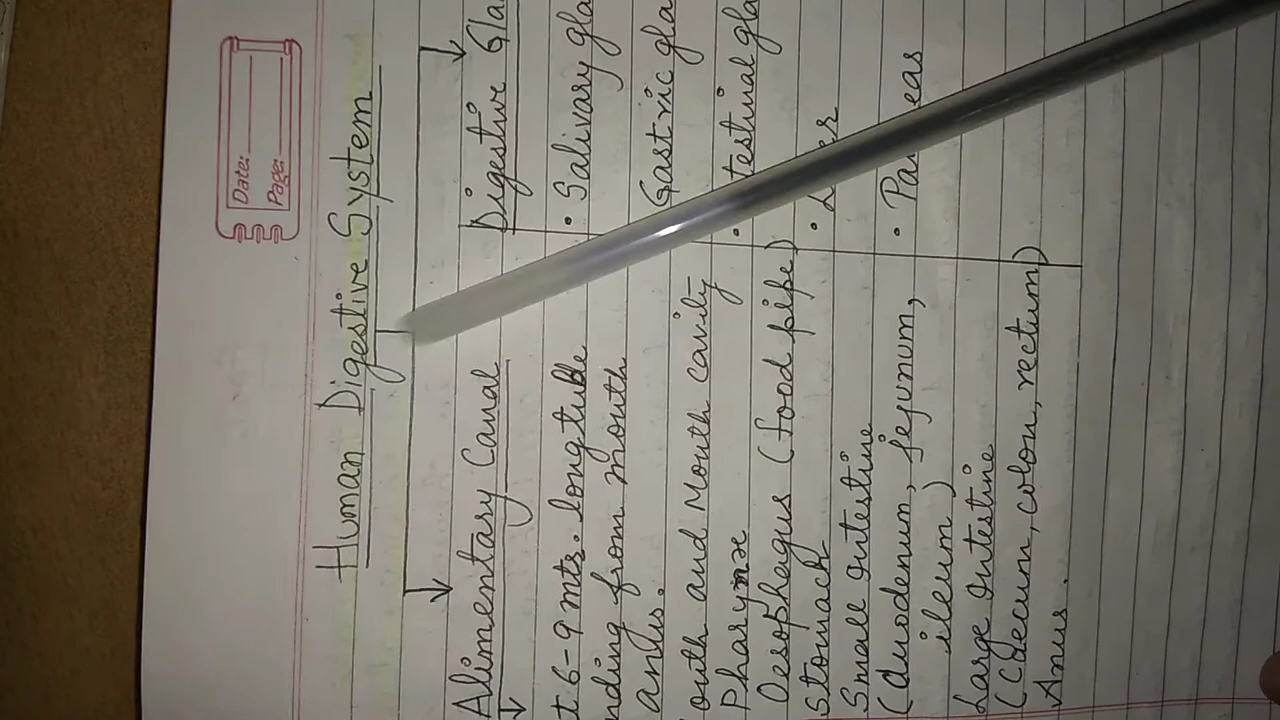 Date:
Page:
Human Digestive System
Alimentary Canal
t 6-9 mts. long tube
nding from mouth
anus.
outh and Mouth cavity
Pharynx
Oesophagus (food pipe)
Stomach
Small intestine
(duodenum, jejunum,
ileum)
Large intestine
(Caecum, colon, rectum)
Anus.
Digestive Gla
• Salivary gla
Gastric gla
• testinal gla
•
• Pa eas